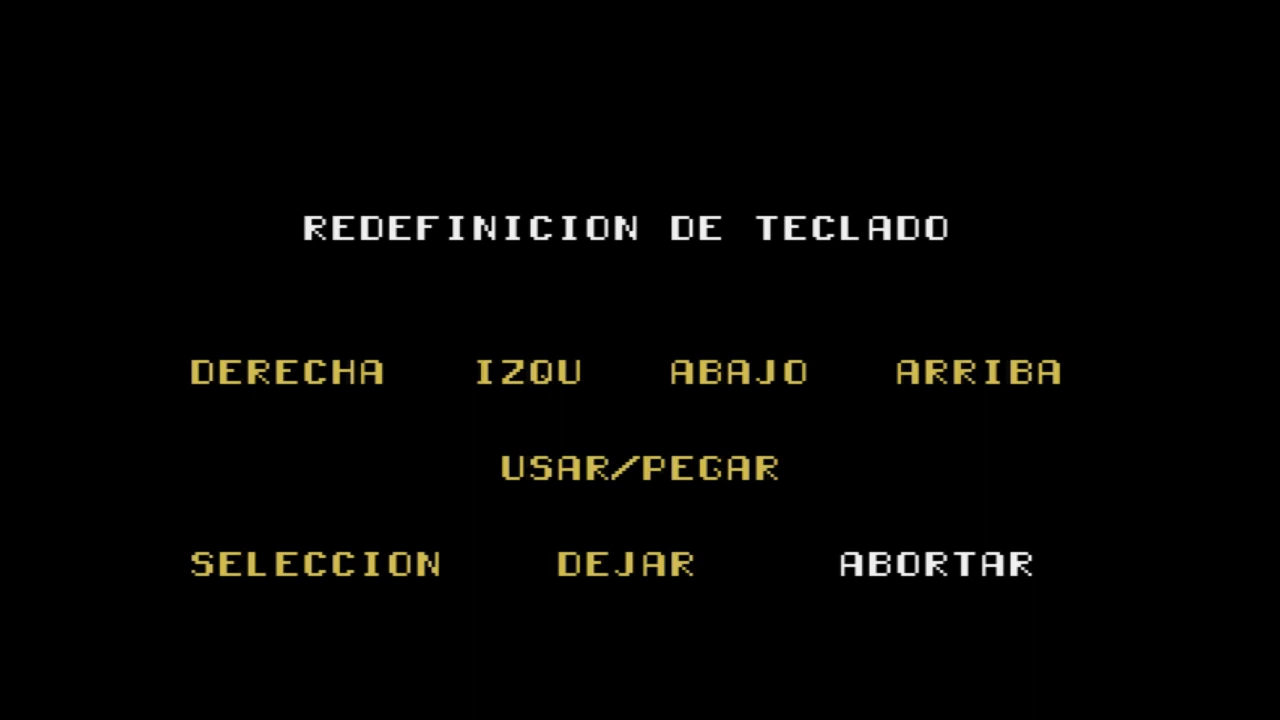 REDEFINICION DE TECLADO
DERECHA IZQU ABAJO ARRIBA
USAR/PEGAR
SELECCION DEJAR ABORTAR